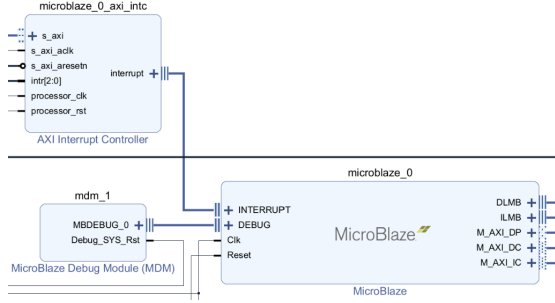 microblaze_0_axi_intc
s_axi
s_axi_aclk
s_axi_aresetn
intr[2:0]
processor_clk
processor_rst
interrupt
AXI Interrupt Controller
mdm_1
MBDEBUG_0
Debug_SYS_Rst
MicroBlaze Debug Module (MDM)
microblaze_0
INTERRUPT
DEBUG
Clk
Reset
MicroBlaze
DLMB
ILMB
M_AXI_DP
M_AXI_DC
M_AXI_IC
MicroBlaze